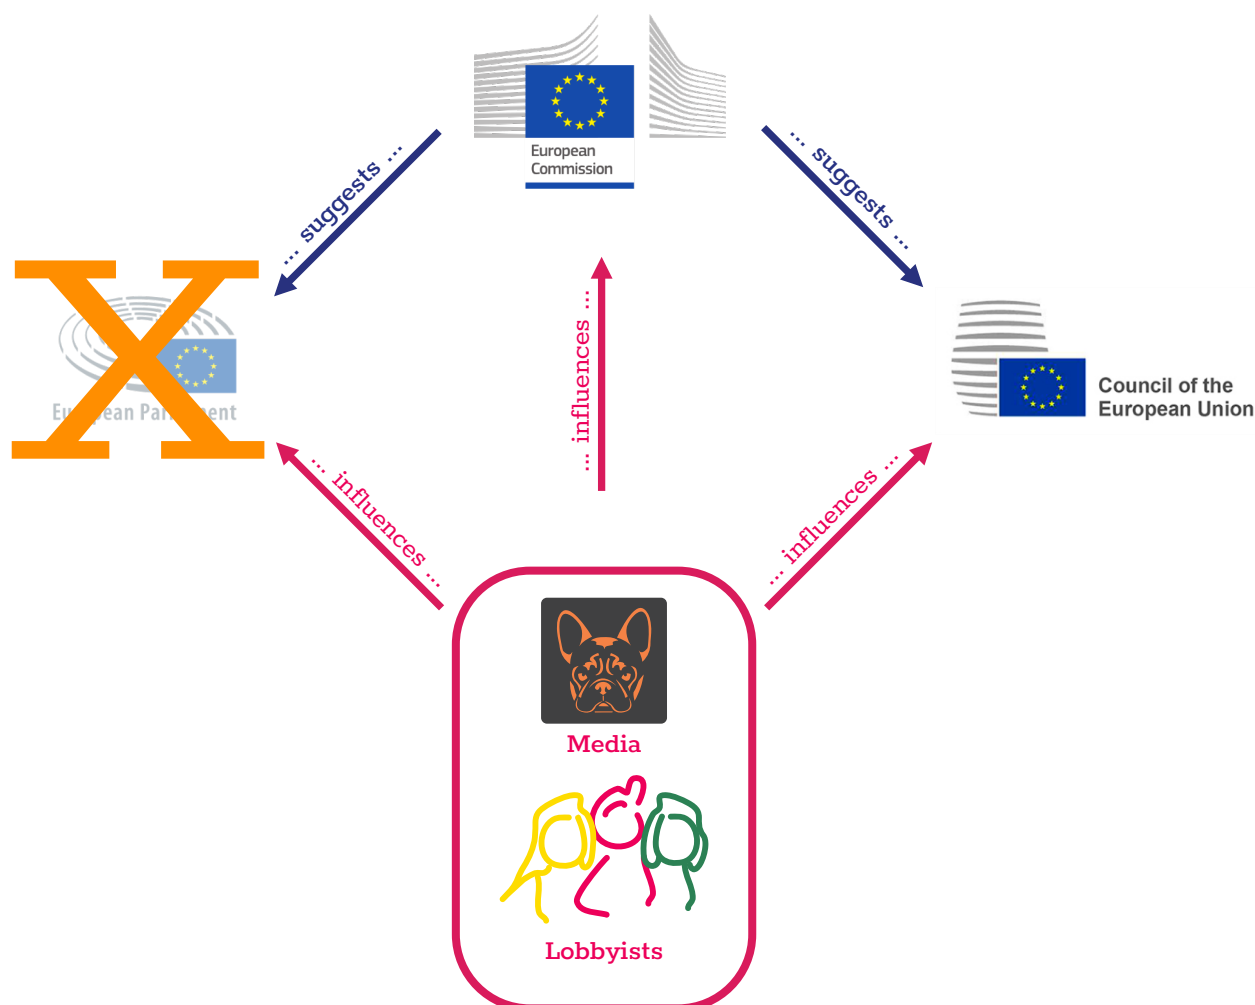 European
Commission
... suggests ...
... suggests ...
... influences ...
Council of the
European Union
... influences ...
... influences ...
Media
Lobbyists